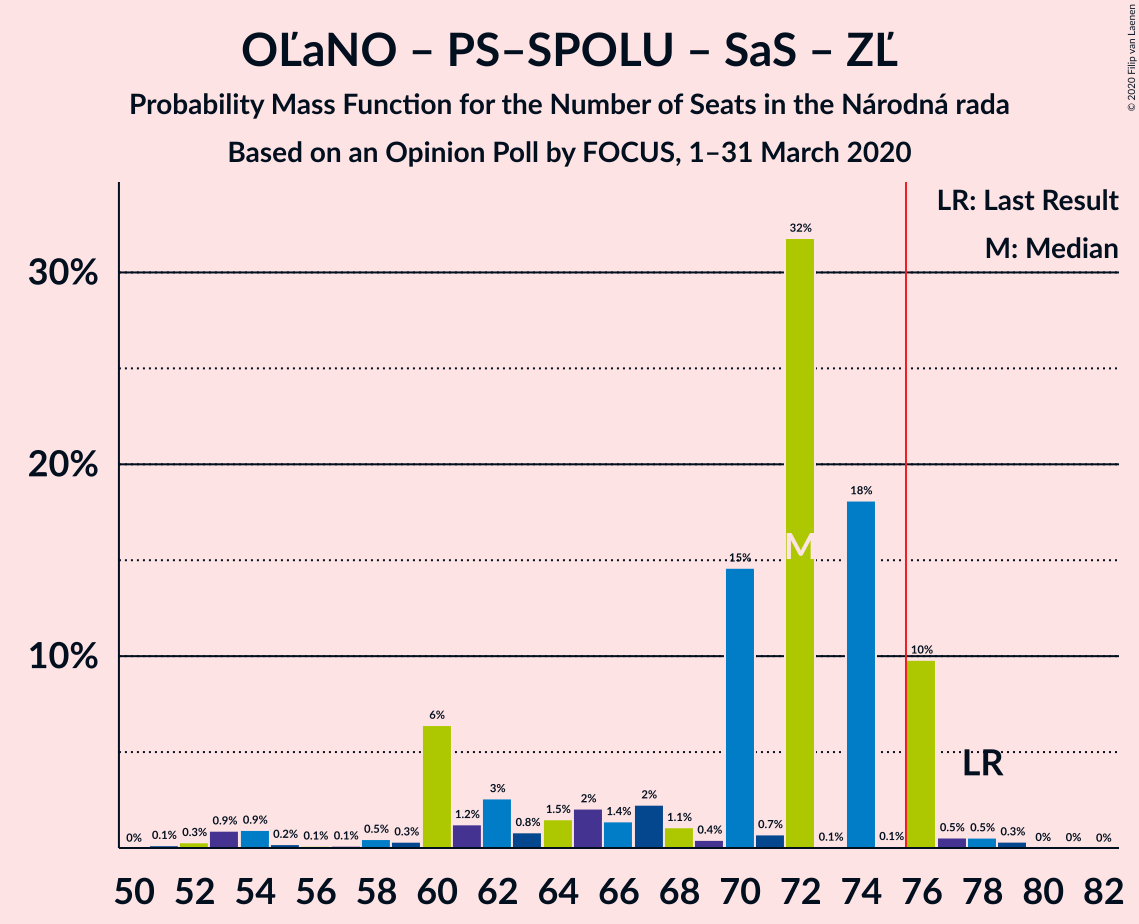 OĽaNO – PS–SPOLU – SaS – ZĽ
Probability Mass Function for the Number of Seats in the Národná rada
Based on an Opinion Poll by FOCUS, 1–31 March 2020
© 2020 Filip van Laenen
LR: Last Result
M: Median
30%
20%
10%
0% 0.1% 0.3% 0.9% 0.9% 0.2% 0.1% 0.1% 0.5% 0.3% 6% 1.2% 3% 0.8% 1.5% 2% 1.4% 2% 1.1% 0.4% 15% 0.7% 32% 0.1% 18% 0.1% 10% 0.5% 0.5% 0.3% 0% 0% 0%
M
LR
50 52 54 56 58 60 62 64 66 68 70 72 74 76 78 80 82